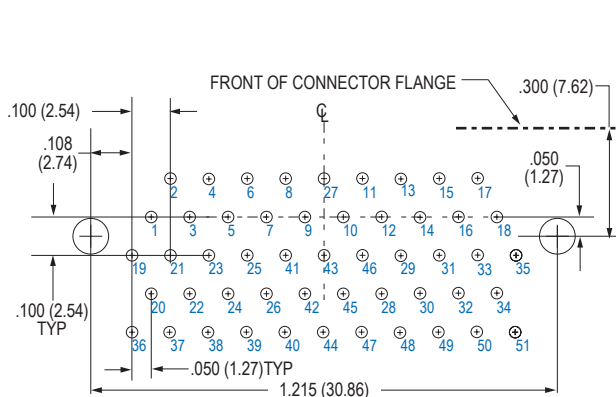 FRONT OF CONNECTOR FLANGE
.300 (7.62)
.100 (2.54)
℄
.108
(2.74)
.050
(1.27)
2 4 6 8 27 11 13 15 17
1 3 5 7 9 10 12 14 16 18
19 21 23 25 41 43 46 29 31 33 35
.100 (2.54)
TYP
20 22 24 26 42 45 28 30 32 34
36 37 38 39 40 44 47 48 49 50 51
.050 (1.27)TYP
1.215 (30.86)